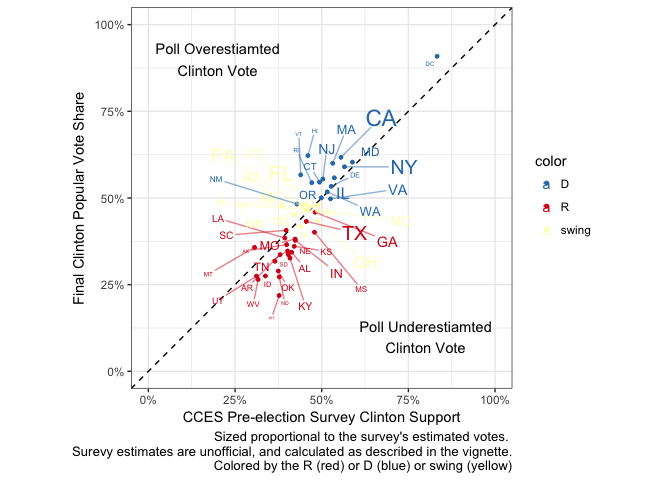 100%
75%
50%
25%
0%
Final Clinton Popular Vote Share
Poll Overestiamted
Clinton Vote
DC
CA
VT
HI
MA
RI
NJ
MD
PA
CT
NY
FL
NM
DE
OR
IL
VA
LA
WA
NC
SC
TX
GA
MO
NE
KS
OH
MT
TN
SD
AL
IN
UT
AR
ID
OK
MS
WV
ND
KY
WY
Poll Underestiamted
Clinton Vote
0%
25%
50%
75%
100%
CCES Pre-election Survey Clinton Support
color
a D
a R
a swing
Sized proportional to the survey's estimated votes.
Surevy estimates are unofficial, and calculated as described in the vignette.
Colored by the R (red) or D (blue) or swing (yellow)